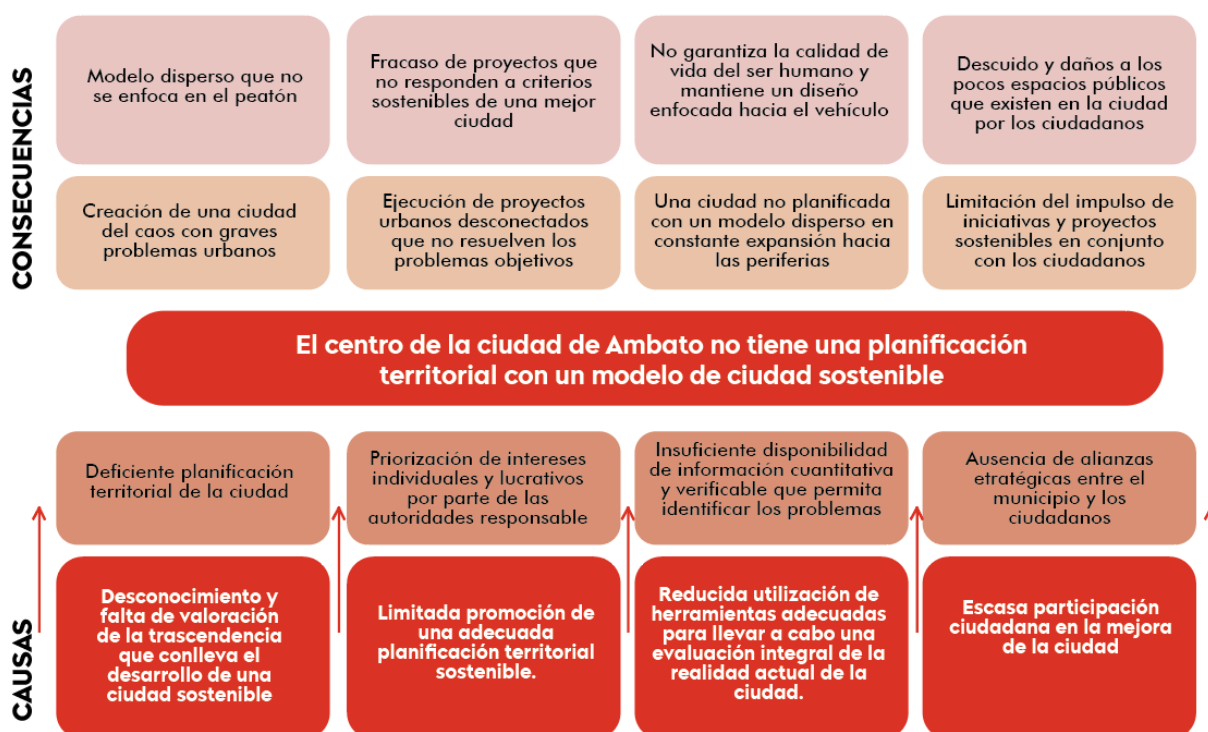 CONSECUENCIAS
Modelo disperso que no
se enfoca en el peatón
Fracaso de proyectos que
no responden a criterios
sostenibles de una mejor
ciudad
No garantiza la calidad de
vida del ser humano y
mantiene un diseño
enfocada hacia el vehículo
Descuido y daños a los
pocos espacios públicos
que existen en la ciudad
por los ciudadanos
Creación de una ciudad
del caos con graves
problemas urbanos
Ejecución de proyectos
urbanos desconectados
que no resuelven los
problemas objetivos
Una ciudad no planificada
con un modelo disperso en
constante expansión hacia
las periferias
Limitación del impulso de
iniciativas y proyectos
sostenibles en conjunto
con los ciudadanos
El centro de la ciudad de Ambato no tiene una planificación
territorial con un modelo de ciudad sostenible
CAUSAS
Deficiente planificación
territorial de la ciudad
Priorización de intereses
individuales y lucrativos
por parte de las
autoridades responsable
Insuficiente disponibilidad
de información cuantitativa
y verificable que permita
identificar los problemas
Ausencia de alianzas
etratégicas entre el
municipio y los
ciudadanos
Desconocimiento y
falta de valoración
de la trascendencia
que conlleva el
desarrollo de una
ciudad sostenible
Limitada promoción de
una adecuada
planificación territorial
sostenible.
Reducida utilización de
herramientas adecuadas
para llevar a cabo una
evaluación integral de la
realidad actual de la
ciudad.
Escasa participación
ciudadana en la mejora
de la ciudad